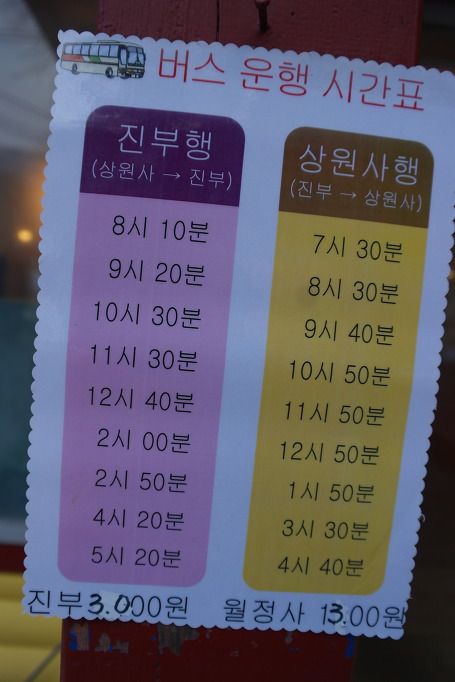 버스 운행 시간표
진부행
(상원사 → 진부)
8시 10분
9시 20분
10시 30분
11시 30분
12시 40분
2시 00분
2시 50분
4시 20분
5시 20분
상원사행
(진부 → 상원사)
7시 30분
8시 30분
9시 40분
10시 50분
11시 50분
12시 50분
1시 50분
3시 30분
4시 40분
진부3.000원 월정사 13.00원